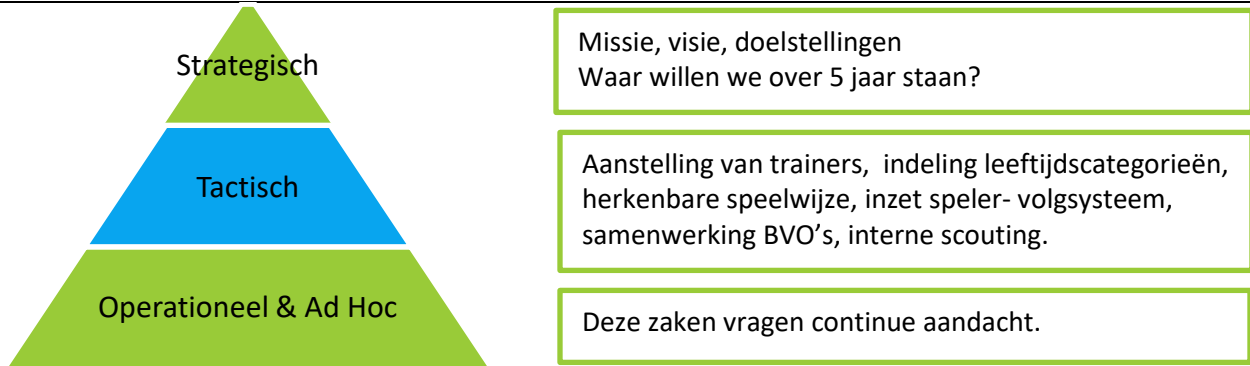 Strategisch
Missie, visie, doelstellingen
Waar willen we over 5 jaar staan?
Tactisch
Aanstelling van trainers, indeling leeftijdscategorieën,
herkenbare speelwijze, inzet speler- volgsysteem,
samenwerking BVO’s, interne scouting.
Operationeel & Ad Hoc
Deze zaken vragen continue aandacht.